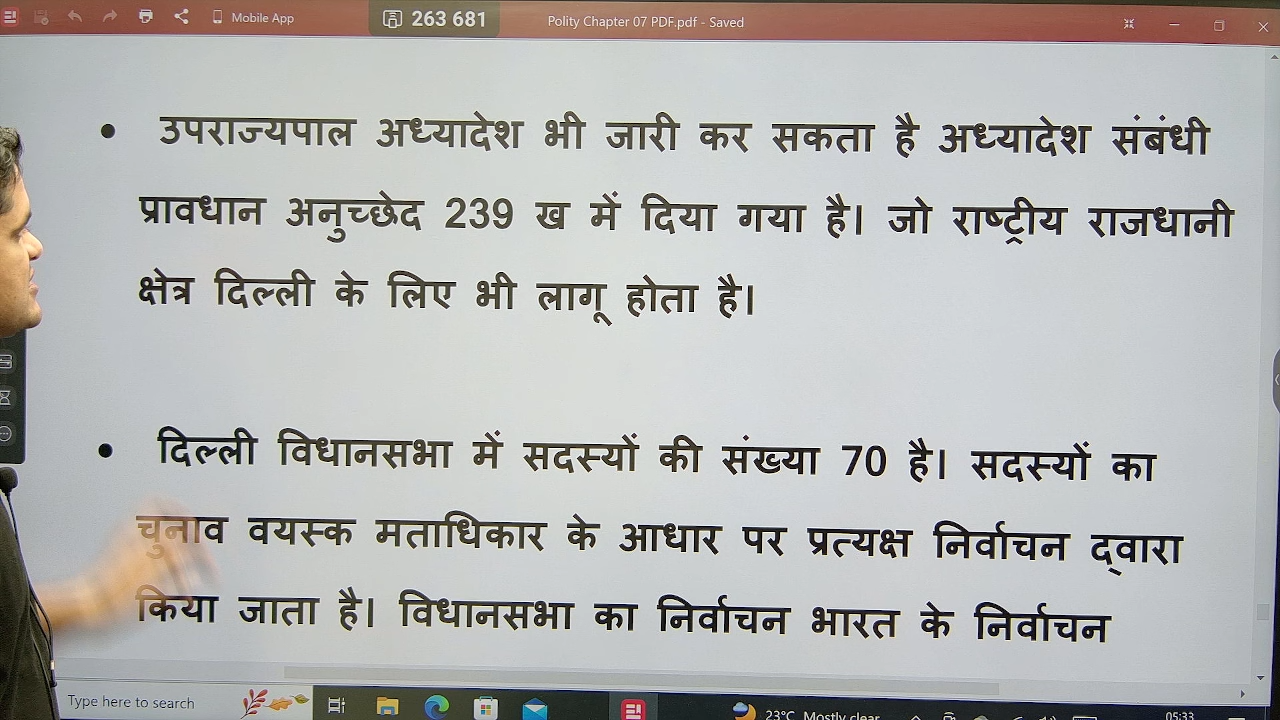 Mobile App
263 681
Polity Chapter 07 PDF.pdf - Saved
• उपराज्यपाल अध्यादेश भी जारी कर सकता है अध्यादेश संबंधी
प्रावधान अनुच्छेद 239 ख में दिया गया है। जो राष्ट्रीय राजधानी
क्षेत्र दिल्ली के लिए भी लागू होता है।
• दिल्ली विधानसभा में सदस्यों की संख्या 70 है। सदस्यों का
चुनाव वयस्क मताधिकार के आधार पर प्रत्यक्ष निर्वाचन द्वारा
किया जाता है। विधानसभा का निर्वाचन भारत के निर्वाचन
Type here to search
23°C Mostly clear
05:33